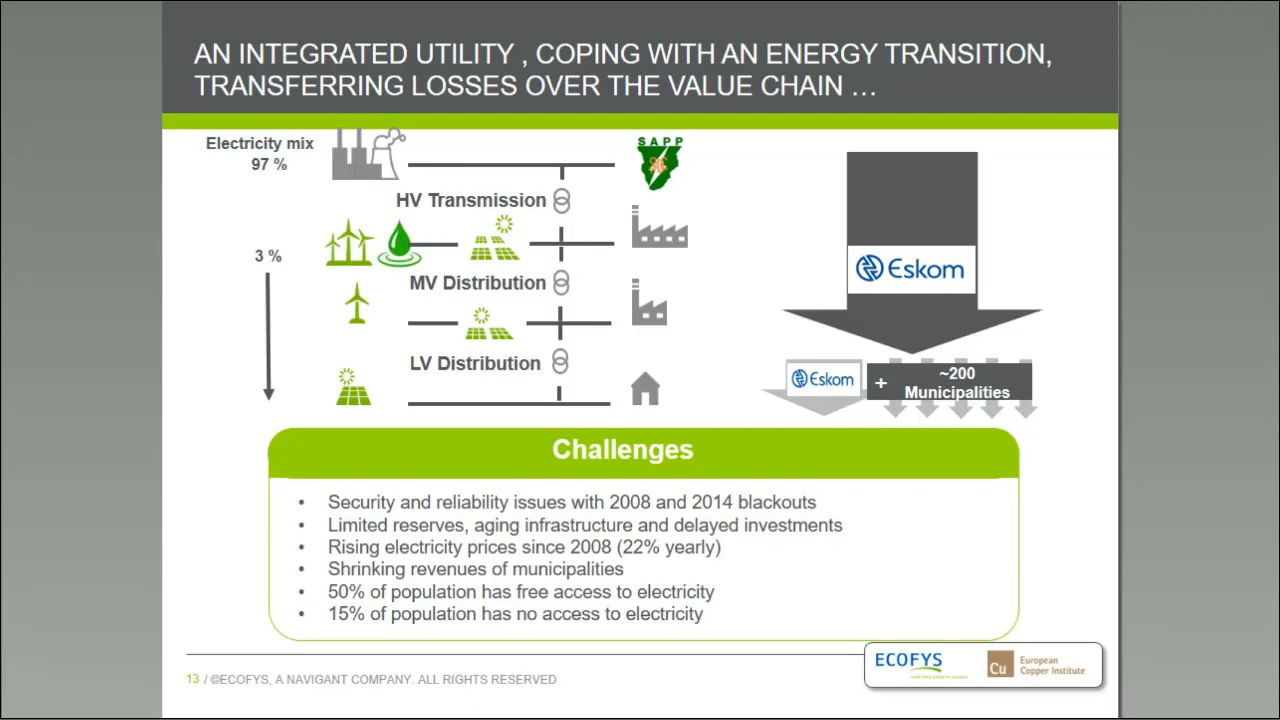 AN INTEGRATED UTILITY , COPING WITH AN ENERGY TRANSITION,
TRANSFERRING LOSSES OVER THE VALUE CHAIN …
Electricity mix
97 %
SAPP
HV Transmission
3 %
MV Distribution
LV Distribution
Eskom
Eskom
+
~200
Municipalities
Challenges
• Security and reliability issues with 2008 and 2014 blackouts
• Limited reserves, aging infrastructure and delayed investments
• Rising electricity prices since 2008 (22% yearly)
• Shrinking revenues of municipalities
• 50% of population has free access to electricity
• 15% of population has no access to electricity
13 / ©ECOFYS, A NAVIGANT COMPANY. ALL RIGHTS RESERVED
ECOFYS
Cu
European
Copper Institute